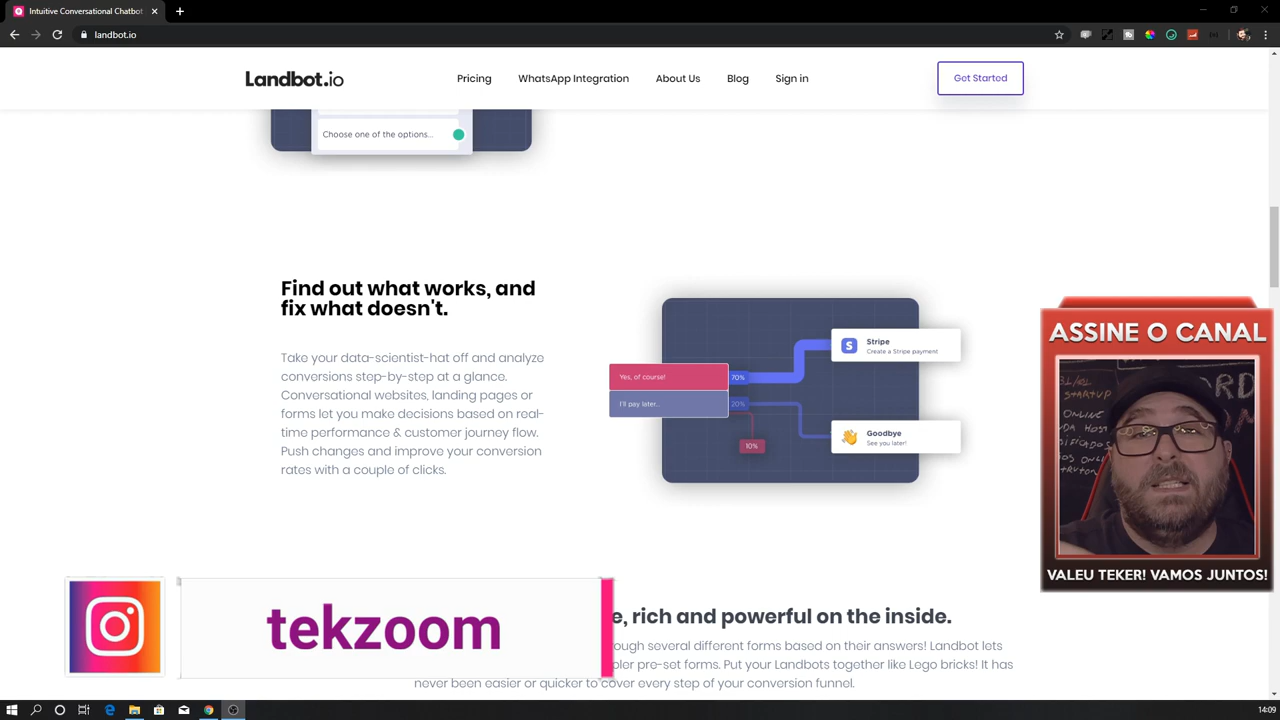 Intuitive Conversational Chatbot
landbot.io
Landbot.io
Pricing
WhatsApp Integration
About Us
Blog
Sign in
Get Started
Choose one of the options...
Find out what works, and
fix what doesn't.
Take your data-scientist-hat off and analyze
conversions step-by-step at a glance.
Conversational websites, landing pages or
forms let you make decisions based on real-
time performance & customer journey flow.
Push changes and improve your conversion
rates with a couple of clicks.
Yes, of course!
70%
I'll pay later...
20%
10%
S
Stripe
Create a Stripe payment
Goodbye
See you later!
ASSINE O CANAL
STARTUP
ONLINE
VALEU TEKER! VAMOS JUNTOS!
tekzoom
, rich and powerful on the inside.
several different forms based on their answers! Landbot lets
pre-set forms. Put your Landbots together like Lego bricks! It has
never been easier or quicker to cover every step of your conversion funnel.
14:09